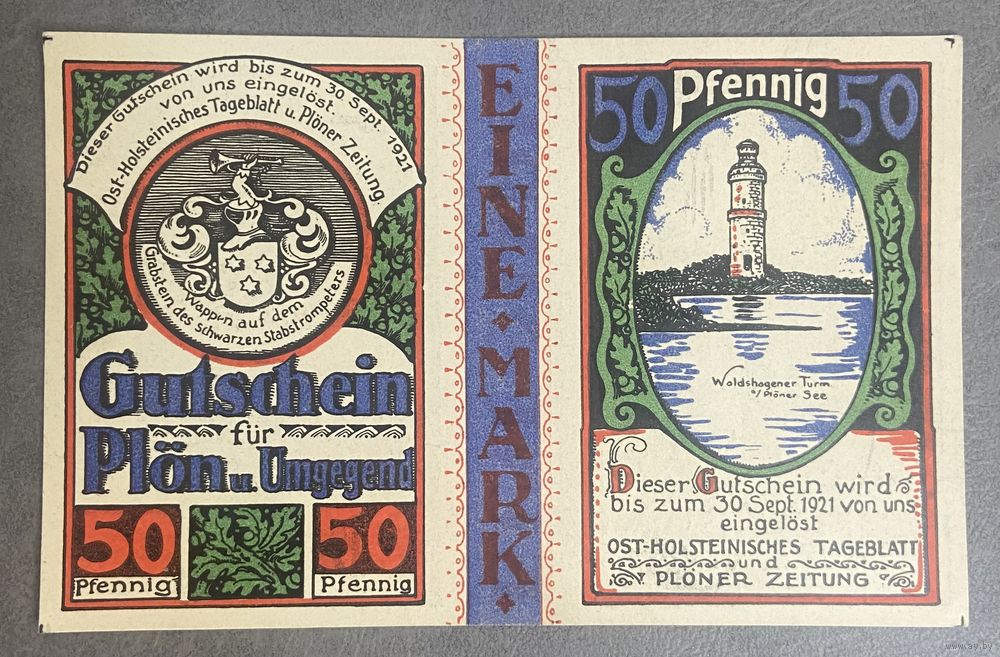 Dieser Gutschein wird bis zum 30 Sept. 1921
von uns eingelöst.
Ost-Holsteinisches Tageblatt u. Plöner Zeitung.
Wappen auf dem
Grabstein des schwarzen Stabstrompeters
Gutschein
für
Plön u. Umgegend
50
Pfennig
50
Pfennig
EINE · MARK ·
50 Pfennig 50
Waldshagener Turm
a/Plöner See
Dieser Gutschein wird
bis zum 30 Sept. 1921 von uns
eingelöst
OST-HOLSTEINISCHES TAGEBLATT
und
PLÖNER ZEITUNG
www.ay.by